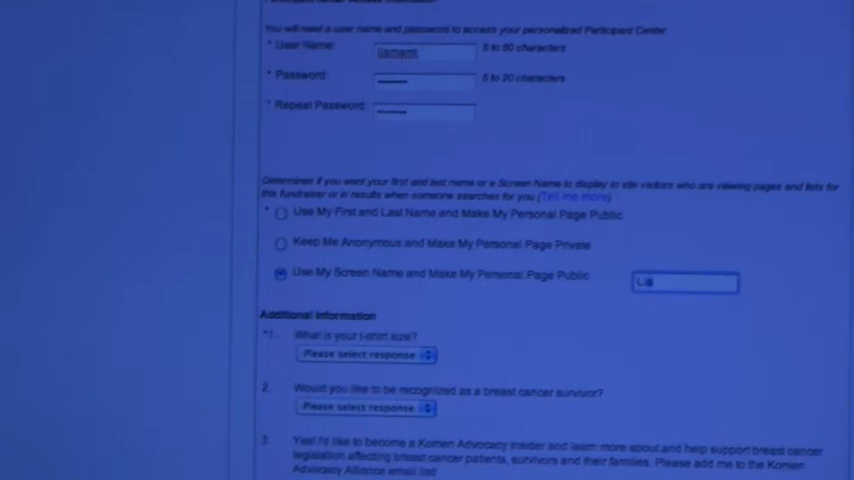 You will need a user name and password to access your personalized Participant Center.
* User Name: 5 to 60 characters
* Password: 5 to 20 characters
* Repeat Password:
Determines if you want your first and last name or a Screen Name to display to site visitors who are viewing pages and lists for
this fundraiser or in results when someone searches for you (Tell me more)
* Use My First and Last Name and Make My Personal Page Public
Keep Me Anonymous and Make My Personal Page Private
Use My Screen Name and Make My Personal Page Public
Additional Information
*1. What is your t-shirt size?
Please select response
2. Would you like to be recognized as a breast cancer survivor?
Please select response
3. Yes! I'd like to become a Komen Advocacy Insider and learn more about and help support breast cancer
legislation affecting breast cancer patients, survivors and their families. Please add me to the Komen
Advocacy Alliance email list!